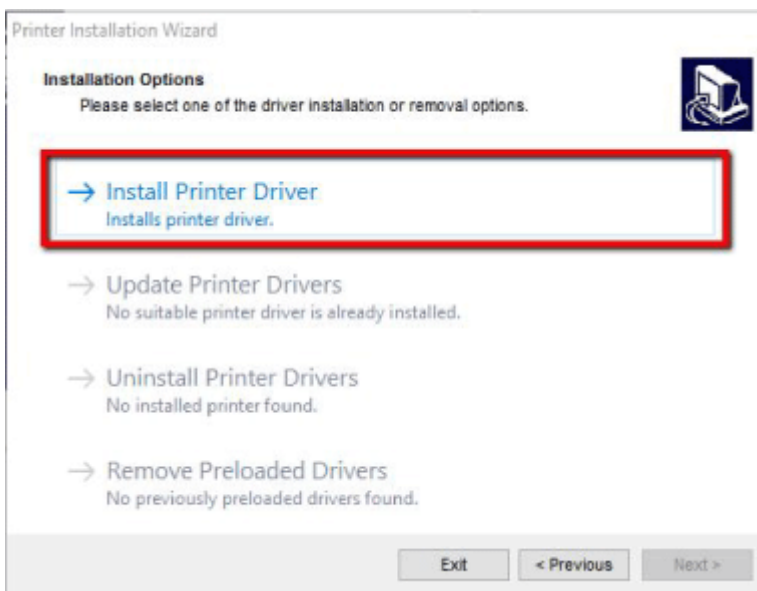 Printer Installation Wizard
Installation Options
Please select one of the driver installation or removal options.
→ Install Printer Driver
Installs printer driver.
→ Update Printer Drivers
No suitable printer driver is already installed.
→ Uninstall Printer Drivers
No installed printer found.
→ Remove Preloaded Drivers
No previously preloaded drivers found.
Exit < Previous Next >